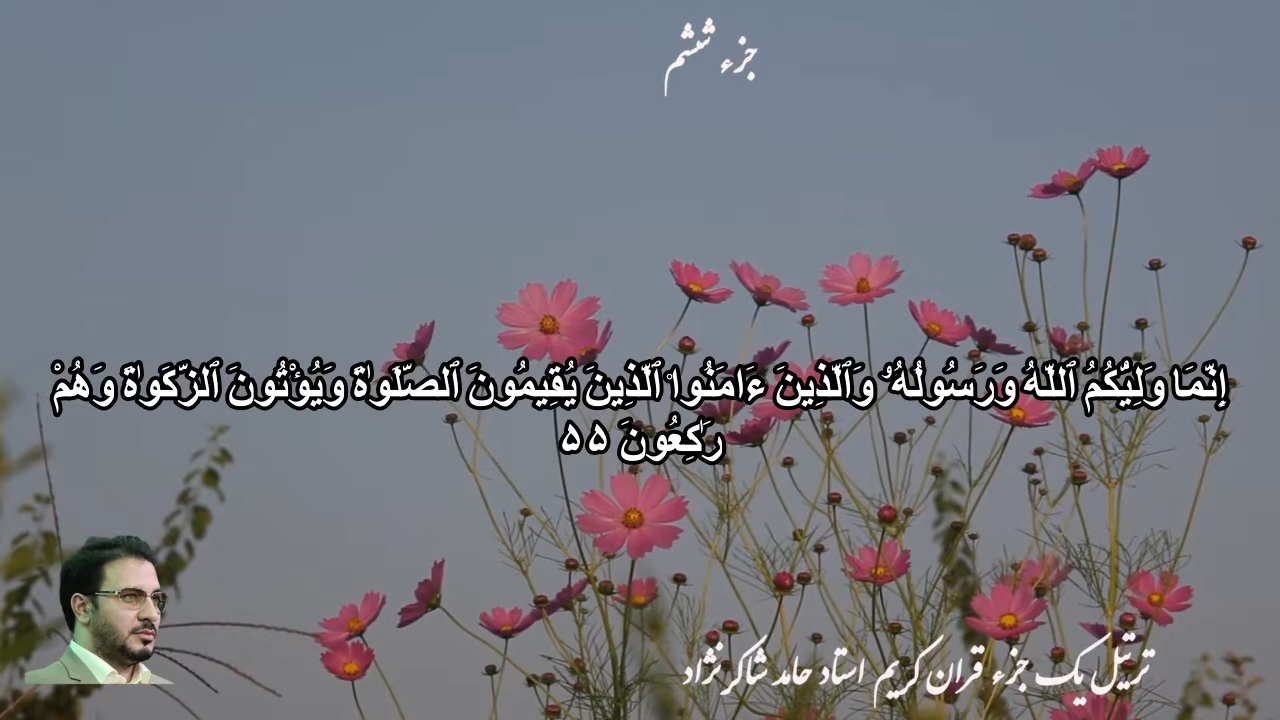 جزء ششم
إِنَّمَا وَلِيُّكُمُ ٱللَّهُ وَرَسُولُهُۥ وَٱلَّذِينَ ءَامَنُوا۟ ٱلَّذِينَ يُقِيمُونَ ٱلصَّلَوٰةَ وَيُؤْتُونَ ٱلزَّكَوٰةَ وَهُمْ
رَٰكِعُونَ ۵۵
ترتیل یک جزء قران کریم استاد حامد شاکرنژاد